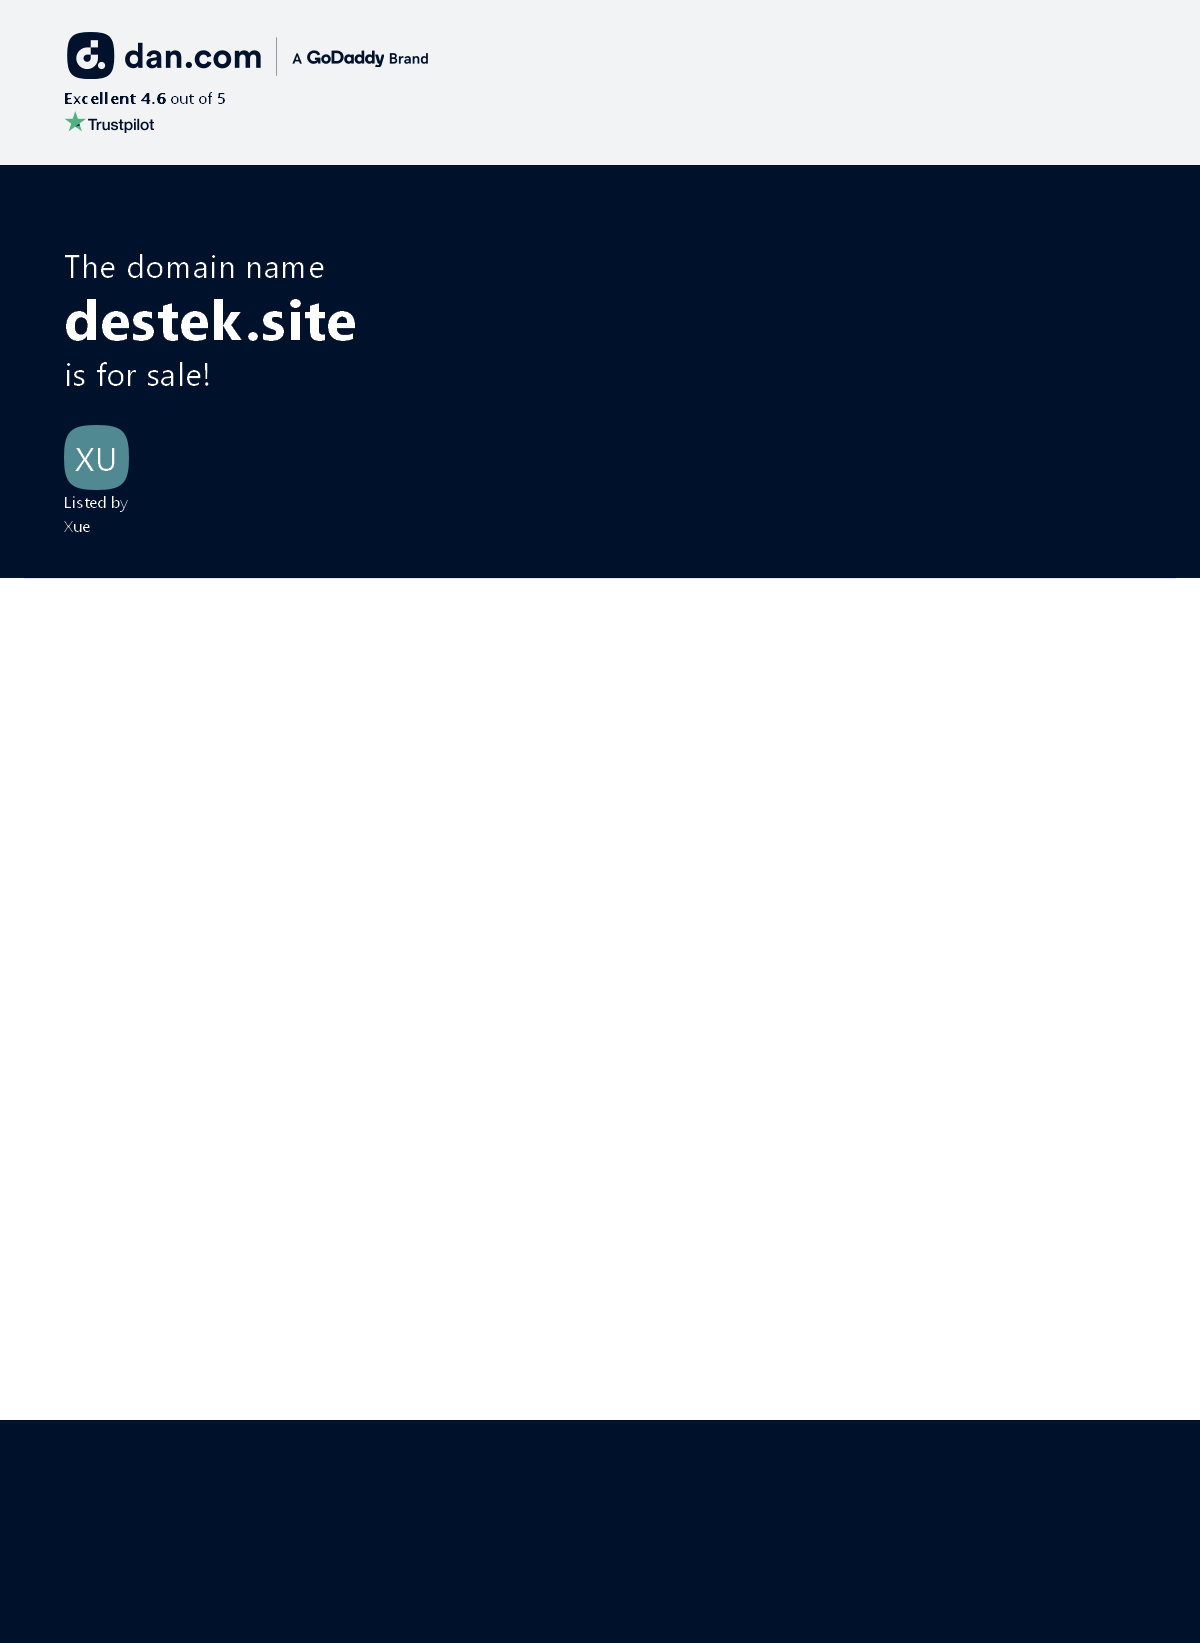 dan.com A GoDaddy Brand
Excellent 4.6 out of 5
Trustpilot
The domain name
destek.site
is for sale!
XU
Listed by
Xue